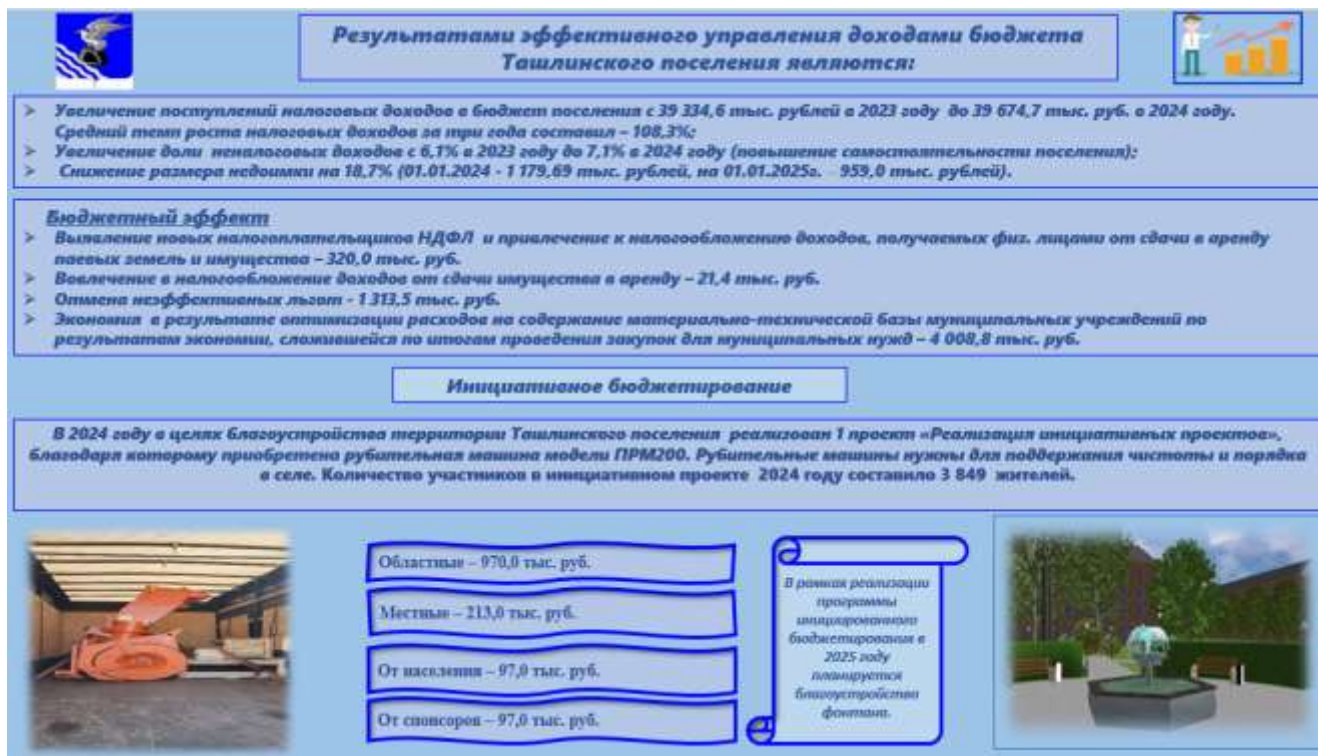 Результатами эффективного управления доходами бюджета
Ташлинского поселения являются:
➢ Увеличение поступлений налоговых доходов в бюджет поселения с 39 334,6 тыс. рублей в 2023 году до 39 674,7 тыс. руб. в 2024 году.
Средний темп роста налоговых доходов за три года составил – 108,3%;
➢ Увеличение доли неналоговых доходов с 6,1% в 2023 году до 7,1% в 2024 году (повышение самостоятельности поселения);
➢ Снижение размера недоимки на 18,7% (01.01.2024 - 1 179,69 тыс. рублей, на 01.01.2025г. 959,0 тыс. рублей).
Бюджетный эффект
➢ Выявление новых налогоплательщиков НДФЛ и привлечение к налогообложению доходов, получаемых физ. лицами от сдачи в аренду
паевых земель и имущества – 320,0 тыс. руб.
➢ Вовлечение в налогообложение доходов от сдачи имущества в аренду – 21,4 тыс. руб.
➢ Отмена неэффективных льгот - 1 313,5 тыс. руб.
➢ Экономия в результате оптимизации расходов на содержание материально-технической базы муниципальных учреждений по
результатам экономии, сложившейся по итогам проведения закупок для муниципальных нужд – 4 008,8 тыс. руб.
Инициативное бюджетирование
В 2024 году в целях благоустройства территории Ташлинского поселения реализован 1 проект «Реализация инициативных проектов»,
благодаря которому приобретена рубительная машина модели ПРМ200. Рубительные машины нужны для поддержания чистоты и порядка
в селе. Количество участников в инициативном проекте 2024 году составило 3 849 жителей.
Областные – 970,0 тыс. руб.
Местные – 213,0 тыс. руб.
От населения – 97,0 тыс. руб.
От спонсоров – 97,0 тыс. руб.
В рамках реализации
программы
инициированного
бюджетирования в
2025 году
планируется
благоустройство
фонтана.